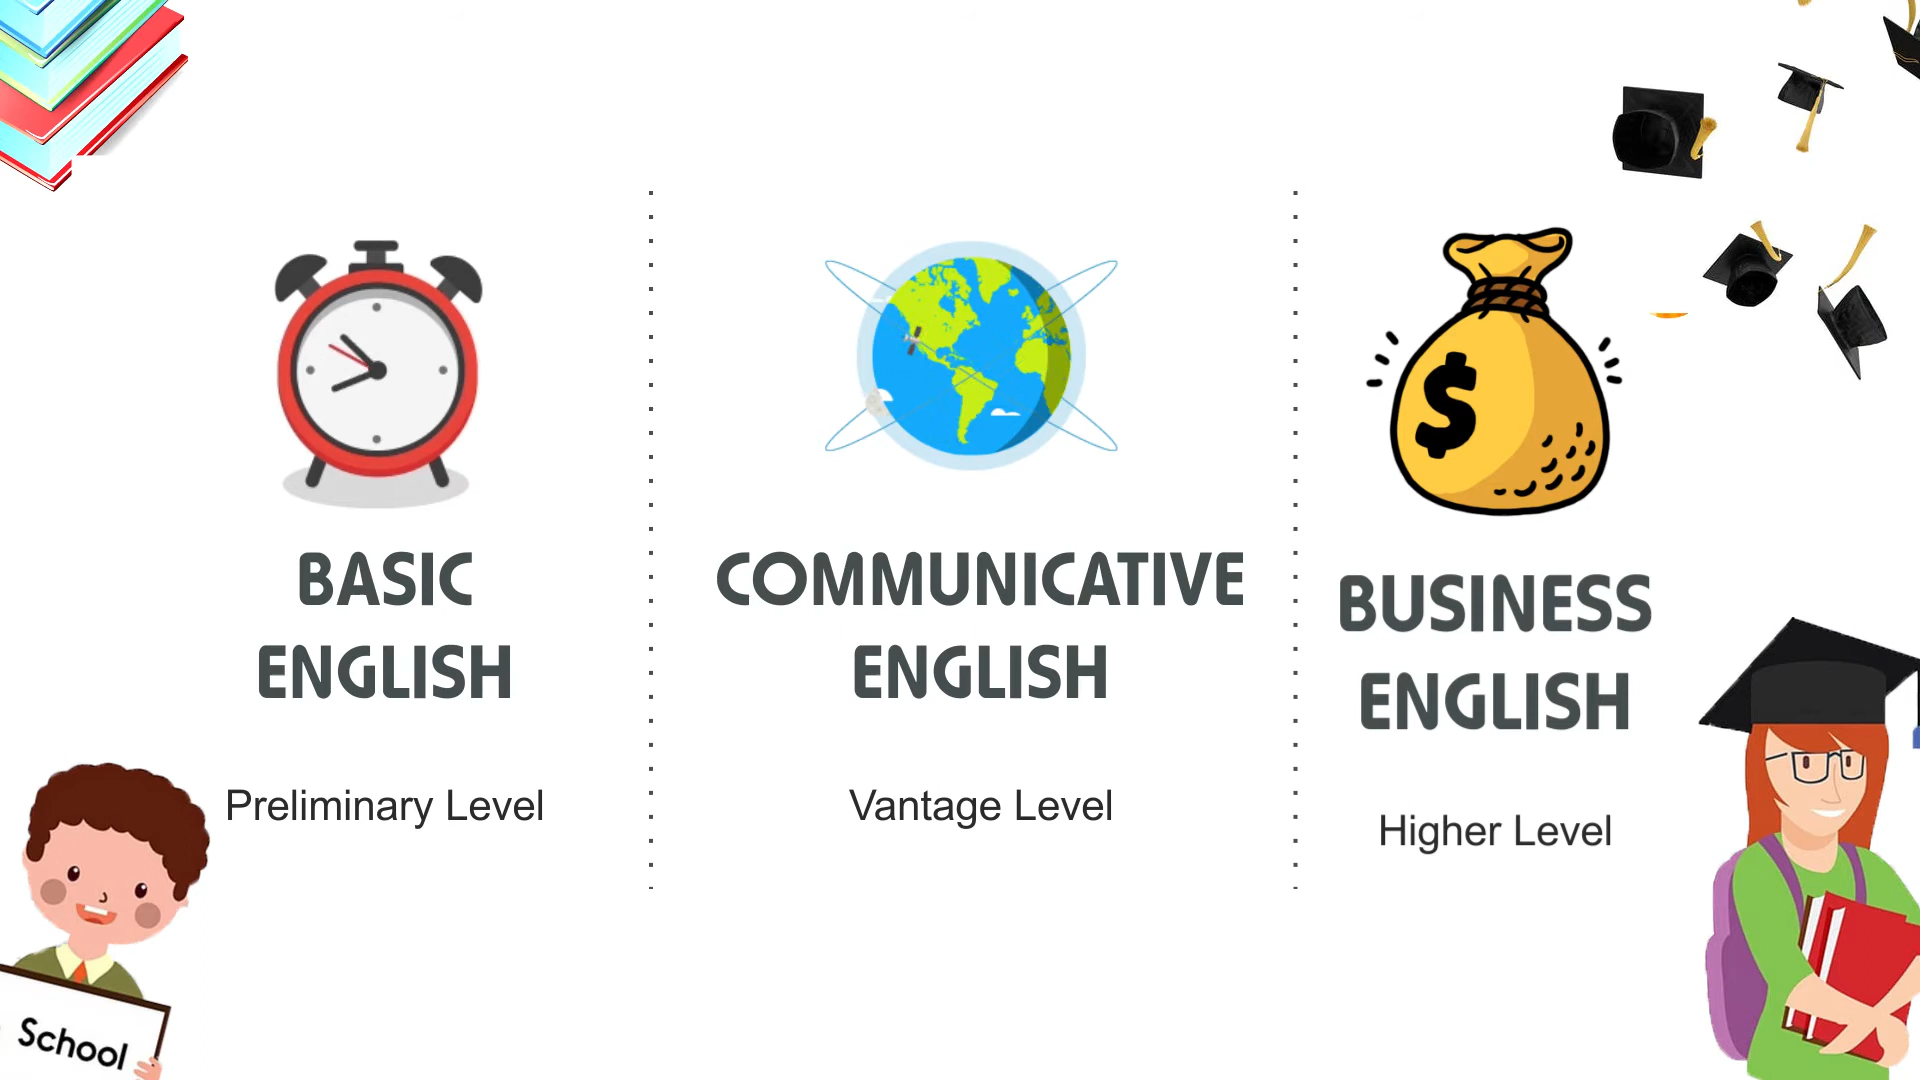 BASIC
ENGLISH
Preliminary Level
COMMUNICATIVE
ENGLISH
Vantage Level
$
BUSINESS
ENGLISH
Higher Level
School